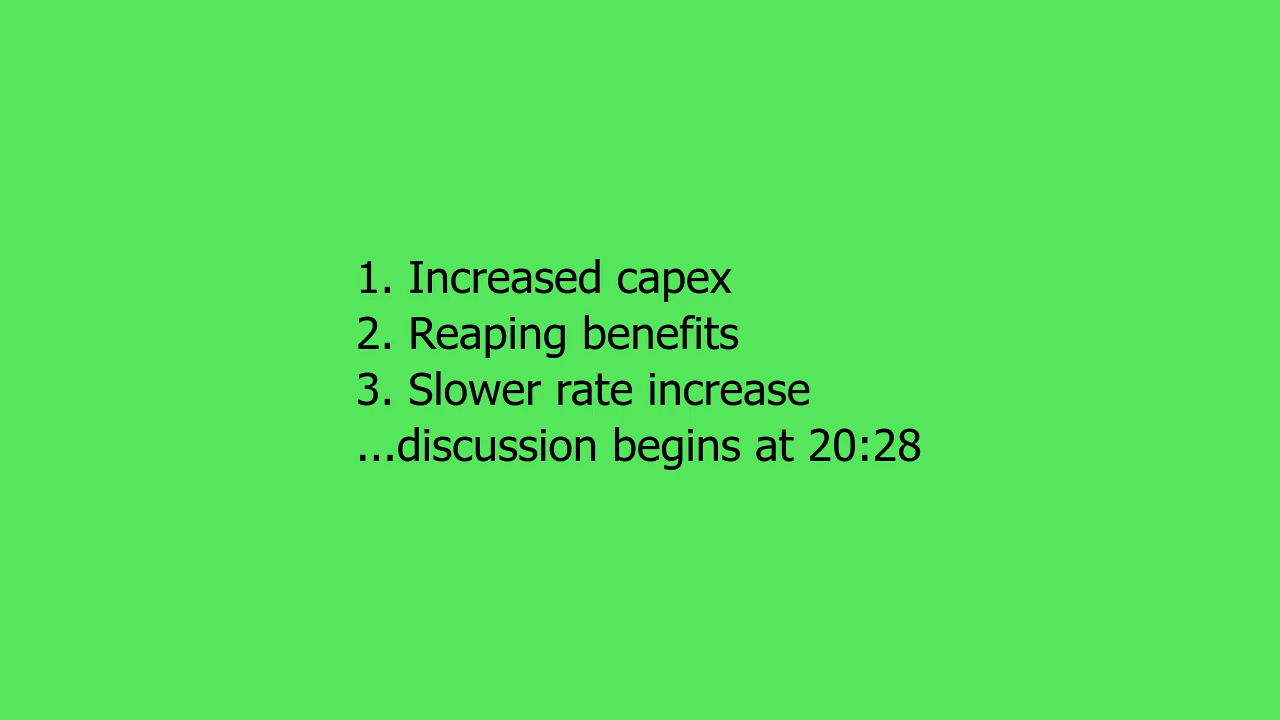 1. Increased capex
2. Reaping benefits
3. Slower rate increase
...discussion begins at 20:28